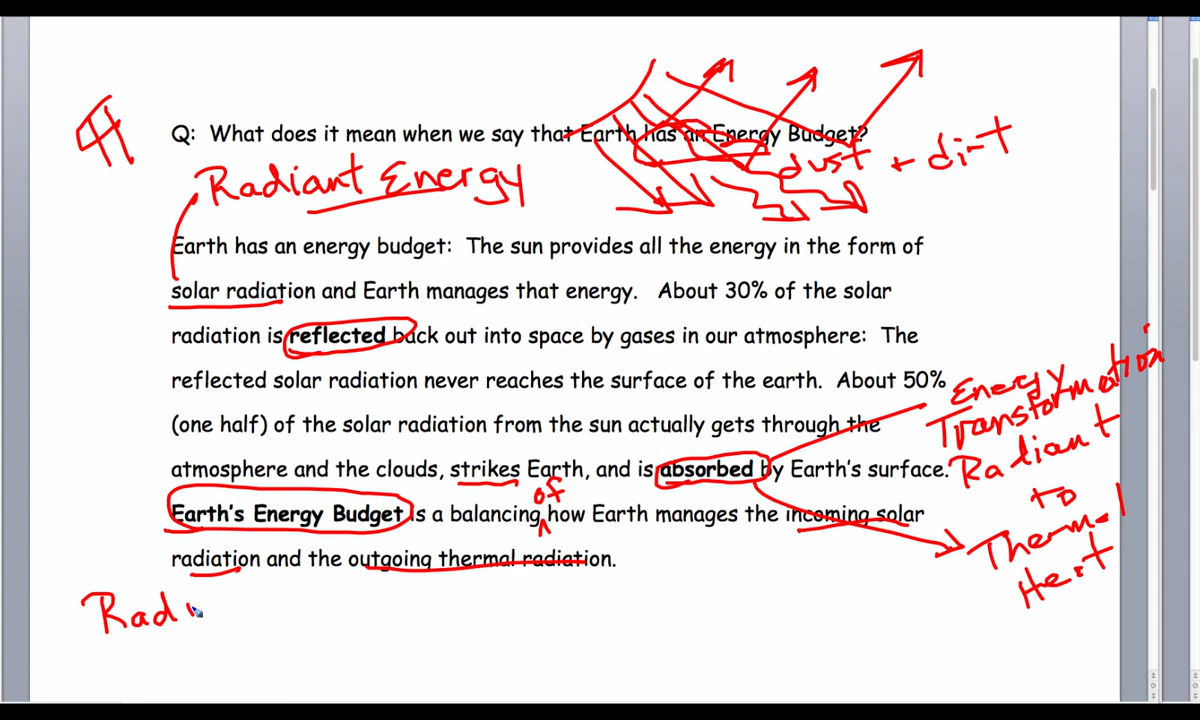 Q: What does it mean when we say that Earth has an Energy Budget?
dust + dirt
Radiant Energy
Earth has an energy budget: The sun provides all the energy in the form of
solar radiation and Earth manages that energy. About 30% of the solar
radiation is reflected back out into space by gases in our atmosphere: The
reflected solar radiation never reaches the surface of the earth. About 50%
(one half) of the solar radiation from the sun actually gets through the
atmosphere and the clouds, strikes Earth, and is absorbed by Earth's surface.
of
Earth's Energy Budget is a balancing how Earth manages the incoming solar
radiation and the outgoing thermal radiation.
Energy
Transformation
Radiant
to
Thermal
Heat
Radi